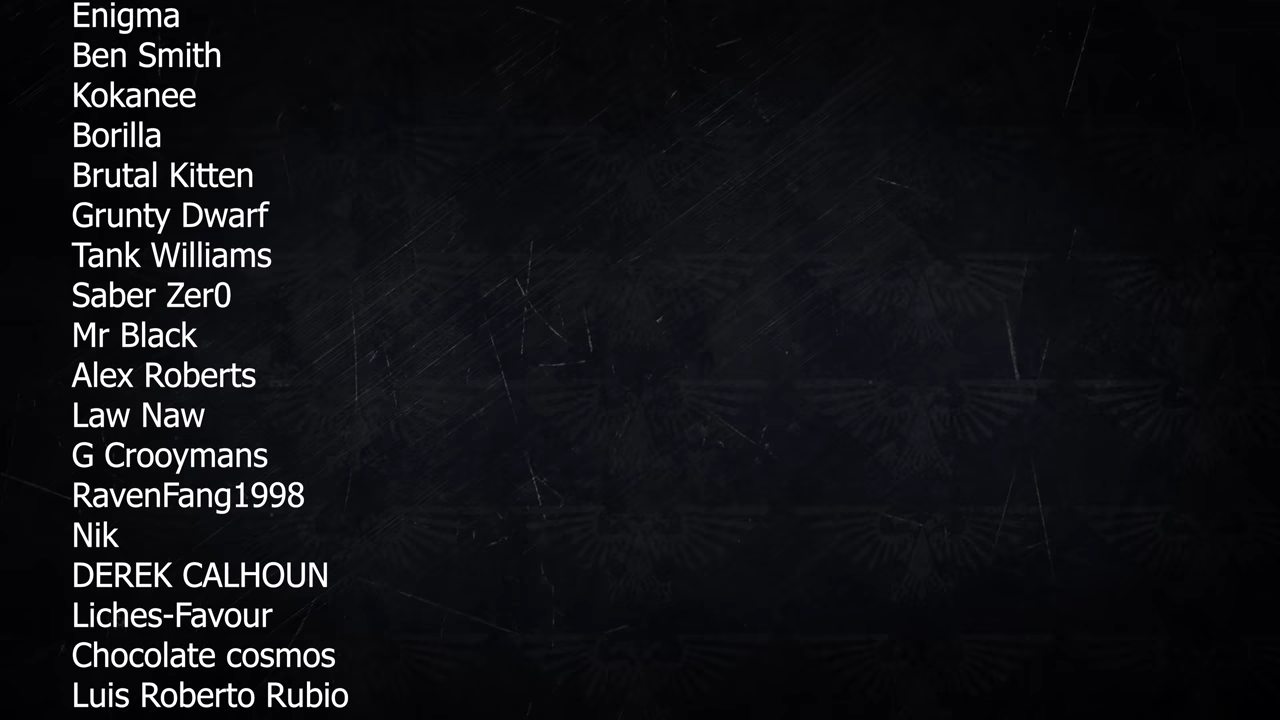 Enigma
Ben Smith
Kokanee
Borilla
Brutal Kitten
Grunty Dwarf
Tank Williams
Saber Zer0
Mr Black
Alex Roberts
Law Naw
G Crooymans
RavenFang1998
Nik
DEREK CALHOUN
Liches-Favour
Chocolate cosmos
Luis Roberto Rubio